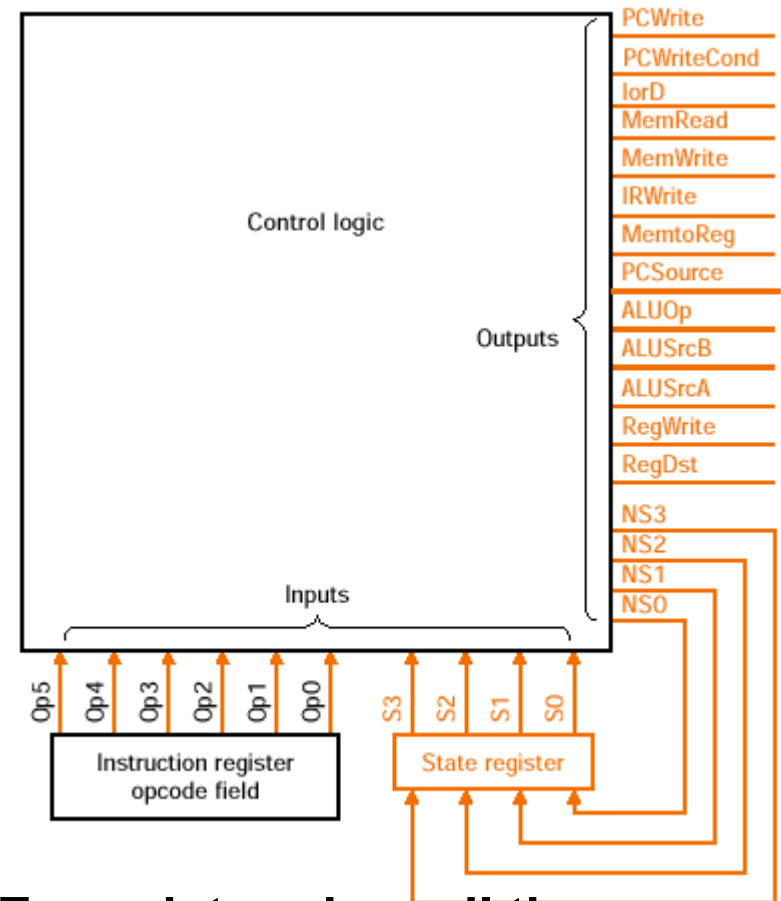 PCWrite
PCWriteCond
IorD
MemRead
MemWrite
IRWrite
Control logic
MemtoReg
PCSource
ALUOp
Outputs
ALUSrcB
ALUSrcA
RegWrite
RegDst
NS3
NS2
NS1
Inputs
NS0
Op5 Op4 Op3 Op2 Op1 Op0 S3 S2 S1 S0
Instruction register
opcode field
State register